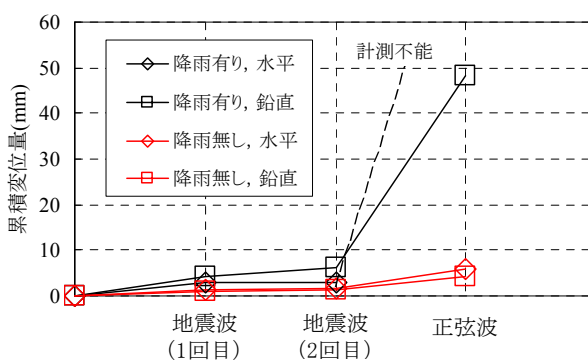 60
50
40
30
20
10
0
累積変位量(mm)
降雨有り, 水平
降雨有り, 鉛直
降雨無し, 水平
降雨無し, 鉛直
計測不能
地震波
(1回目)
地震波
(2回目)
正弦波